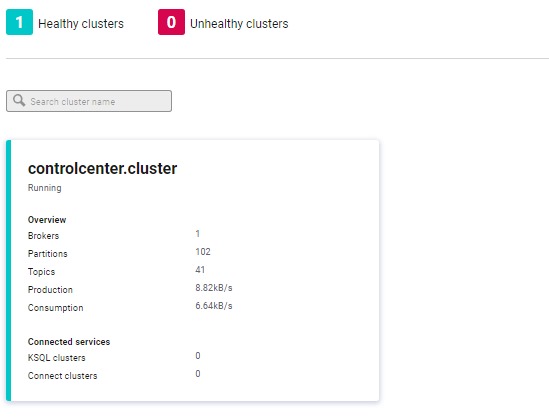 1 Healthy clusters 0 Unhealthy clusters
Search cluster name
controlcenter.cluster
Running
Overview
Brokers 1
Partitions 102
Topics 41
Production 8.82kB/s
Consumption 6.64kB/s
Connected services
KSQL clusters 0
Connect clusters 0